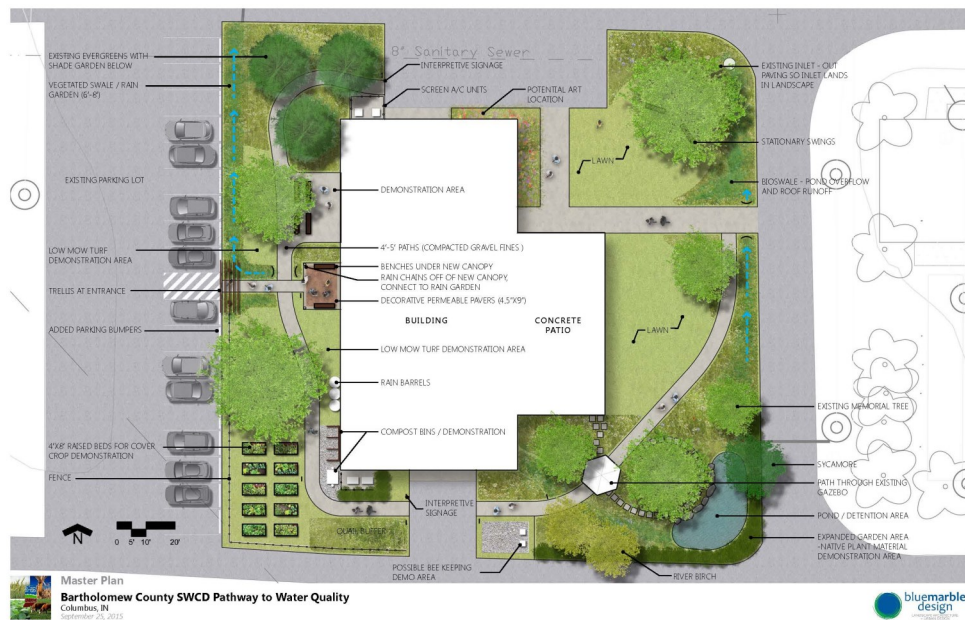 8" Sanitary Sewer
EXISTING EVERGREENS WITH
SHADE GARDEN BELOW
VEGETATED SWALE / RAIN
GARDEN (6'-8')
EXISTING PARKING LOT
LOW MOW TURF
DEMONSTRATION AREA
TRELLIS AT ENTRANCE
ADDED PARKING BUMPERS
4'X8' RAISED BEDS FOR COVER
CROP DEMONSTRATION
FENCE
INTERPRETIVE SIGNAGE
SCREEN A/C UNITS
POTENTIAL ART
LOCATION
DEMONSTRATION AREA
4'-5' PATHS (COMPACTED GRAVEL FINES )
BENCHES UNDER NEW CANOPY
RAIN CHAINS OFF OF NEW CANOPY,
CONNECT TO RAIN GARDEN
DECORATIVE PERMEABLE PAVERS (4.5"X9")
BUILDING
CONCRETE
PATIO
LOW MOW TURF DEMONSTRATION AREA
RAIN BARRELS
COMPOST BINS / DEMONSTRATION
INTERPRETIVE
SIGNAGE
QUAIL BUFFER
POSSIBLE BEE KEEPING
DEMO AREA
LAWN
LAWN
EXISTING INLET - CUT
PAVING SO INLET LANDS
IN LANDSCAPE
STATIONARY SWINGS
BIOSWALE - POND OVERFLOW
AND ROOF RUNOFF
EXISTING MEMORIAL TREE
SYCAMORE
PATH THROUGH EXISTING
GAZEBO
POND / DETENTION AREA
EXPANDED GARDEN AREA
-NATIVE PLANT MATERIAL
DEMONSTRATION AREA
RIVER BIRCH
N
0 5' 10' 20'
Master Plan
Bartholomew County SWCD Pathway to Water Quality
Columbus, IN
September 25, 2015
bluemarble
design